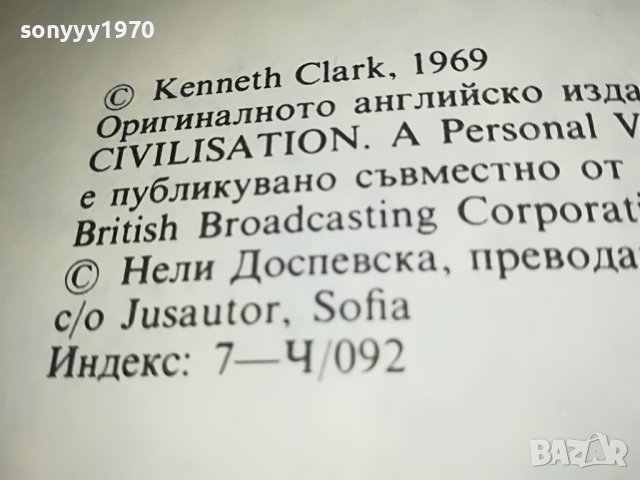 sonyyy1970
© Kenneth Clark, 1969
Оригиналното английско изда
CIVILISATION. A Personal V
е публикувано съвместно от
British Broadcasting Corporati
© Нели Доспевска, превода
c/o Jusautor, Sofia
Индекс: 7—Ч/092
BAZAR